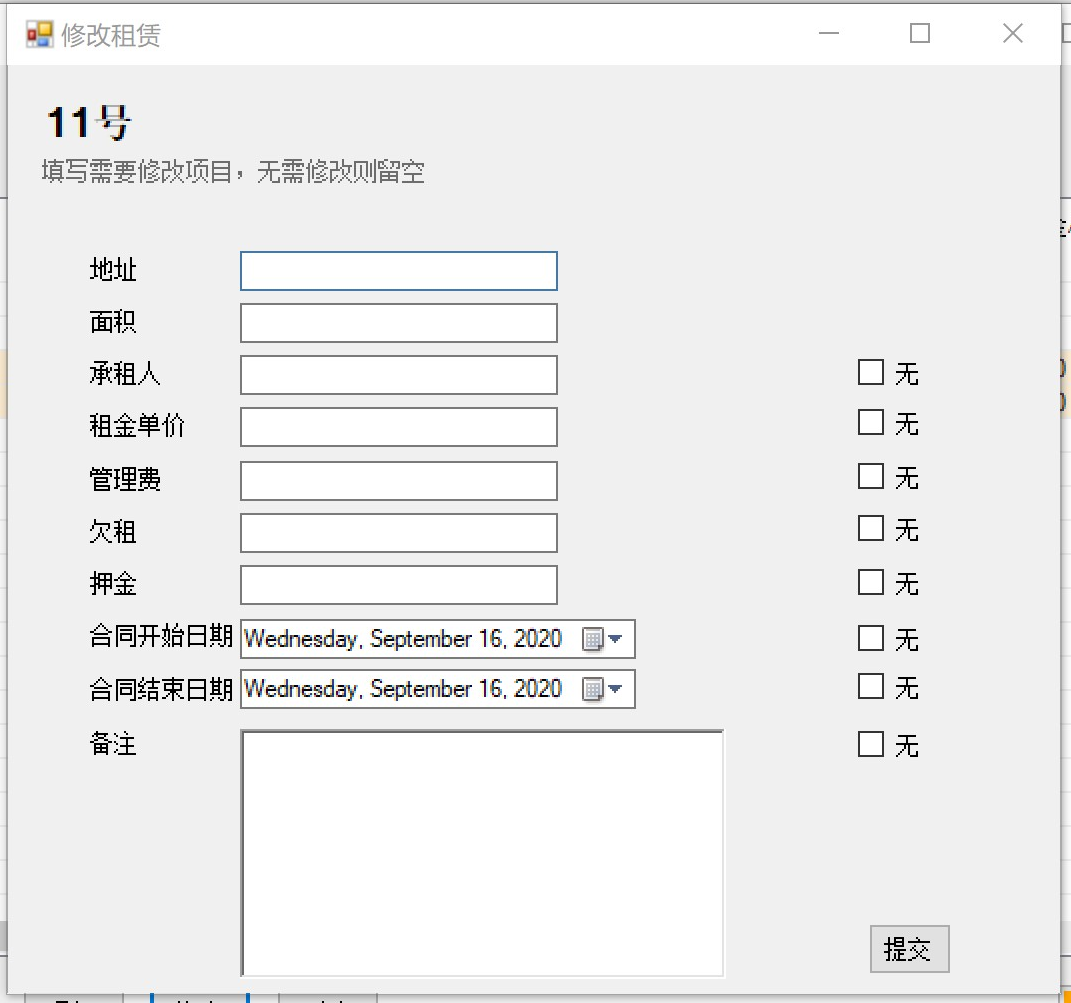 修改租赁
11号
填写需要修改项目，无需修改则留空
地址
面积
承租人 无
租金单价 无
管理费 无
欠租 无
押金 无
合同开始日期 Wednesday, September 16, 2020 无
合同结束日期 Wednesday, September 16, 2020 无
备注 无
提交